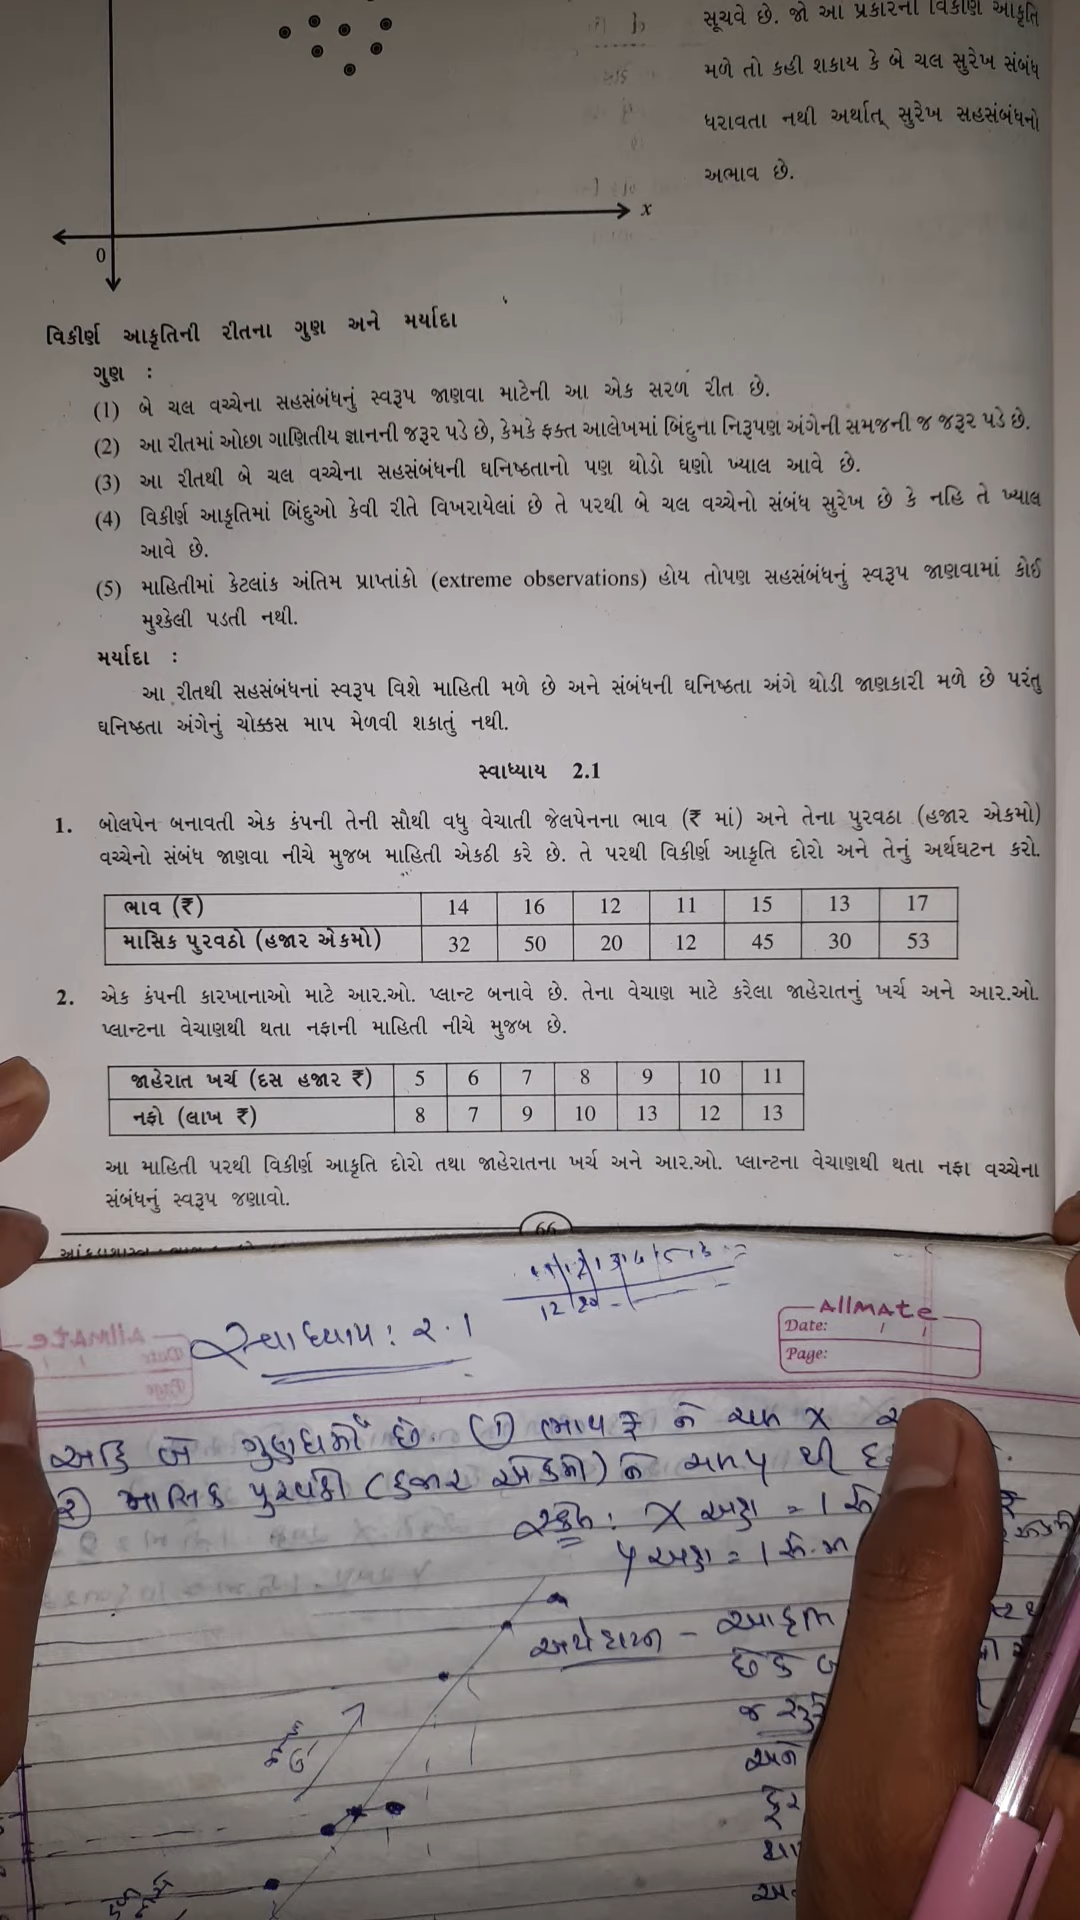 સૂચવે છે. જો આ પ્રકારની વિકીર્ણ આકૃતિ
મળે તો કહી શકાય કે બે ચલ સુરેખ સંબંધ
ધરાવતા નથી અર્થાત્ સુરેખ સહસંબંધનો
અભાવ છે.
x
0
વિકીર્ણ આકૃતિની રીતના ગુણ અને મર્યાદા
ગુણ :
(1) બે ચલ વચ્ચેના સહસંબંધનું સ્વરૂપ જાણવા માટેની આ એક સરળ રીત છે.
(2) આ રીતમાં ઓછા ગાણિતીય જ્ઞાનની જરૂર પડે છે, કેમકે ફક્ત આલેખમાં બિંદુના નિરૂપણ અંગેની સમજની જ જરૂર પડે છે.
(3) આ રીતથી બે ચલ વચ્ચેના સહસંબંધની ઘનિષ્ઠતાનો પણ થોડો ઘણો ખ્યાલ આવે છે.
(4) વિકીર્ણ આકૃતિમાં બિંદુઓ કેવી રીતે વિખરાયેલાં છે તે પરથી બે ચલ વચ્ચેનો સંબંધ સુરેખ છે કે નહિ તે ખ્યાલ
આવે છે.
(5) માહિતીમાં કેટલાંક અંતિમ પ્રાપ્તાંકો (extreme observations) હોય તોપણ સહસંબંધનું સ્વરૂપ જાણવામાં કોઈ
મુશ્કેલી પડતી નથી.
મર્યાદા :
આ રીતથી સહસંબંધનાં સ્વરૂપ વિશે માહિતી મળે છે અને સંબંધની ઘનિષ્ઠતા અંગે થોડી જાણકારી મળે છે પરંતુ
ઘનિષ્ઠતા અંગેનું ચોક્કસ માપ મેળવી શકાતું નથી.
સ્વાધ્યાય 2.1
1. બોલપેન બનાવતી એક કંપની તેની સૌથી વધુ વેચાતી જેલપેનના ભાવ (₹ માં) અને તેના પુરવઠા (હજાર એકમો)
વચ્ચેનો સંબંધ જાણવા નીચે મુજબ માહિતી એકઠી કરે છે. તે પરથી વિકીર્ણ આકૃતિ દોરો અને તેનું અર્થઘટન કરો.
ભાવ (₹) 14 16 12 11 15 13 17
માસિક પુરવઠો (હજાર એકમો) 32 50 20 12 45 30 53
2. એક કંપની કારખાનાઓ માટે આર.ઓ. પ્લાન્ટ બનાવે છે. તેના વેચાણ માટે કરેલા જાહેરાતનું ખર્ચ અને આર.ઓ.
પ્લાન્ટના વેચાણથી થતા નફાની માહિતી નીચે મુજબ છે.
જાહેરાત ખર્ચ (દસ હજાર ₹) 5 6 7 8 9 10 11
નફો (લાખ ₹) 8 7 9 10 13 12 13
આ માહિતી પરથી વિકીર્ણ આકૃતિ દોરો તથા જાહેરાતના ખર્ચ અને આર.ઓ. પ્લાન્ટના વેચાણથી થતા નફા વચ્ચેના
સંબંધનું સ્વરૂપ જણાવો.
66
સ્વાધ્યાય : ૨.1
AllMAte
Date: / /
Page:
બે ગુણધર્મો છે. (1) ભાવ ₹ ને ચલ x
(૨) માસિક પુરવઠો (હજાર એકમો) ને ચલ y થી
સ્કેલ : x અક્ષ = 1
y અક્ષ = 1 સે.મી
અર્થઘટન – આકૃતિ
છે કે
જ
અને